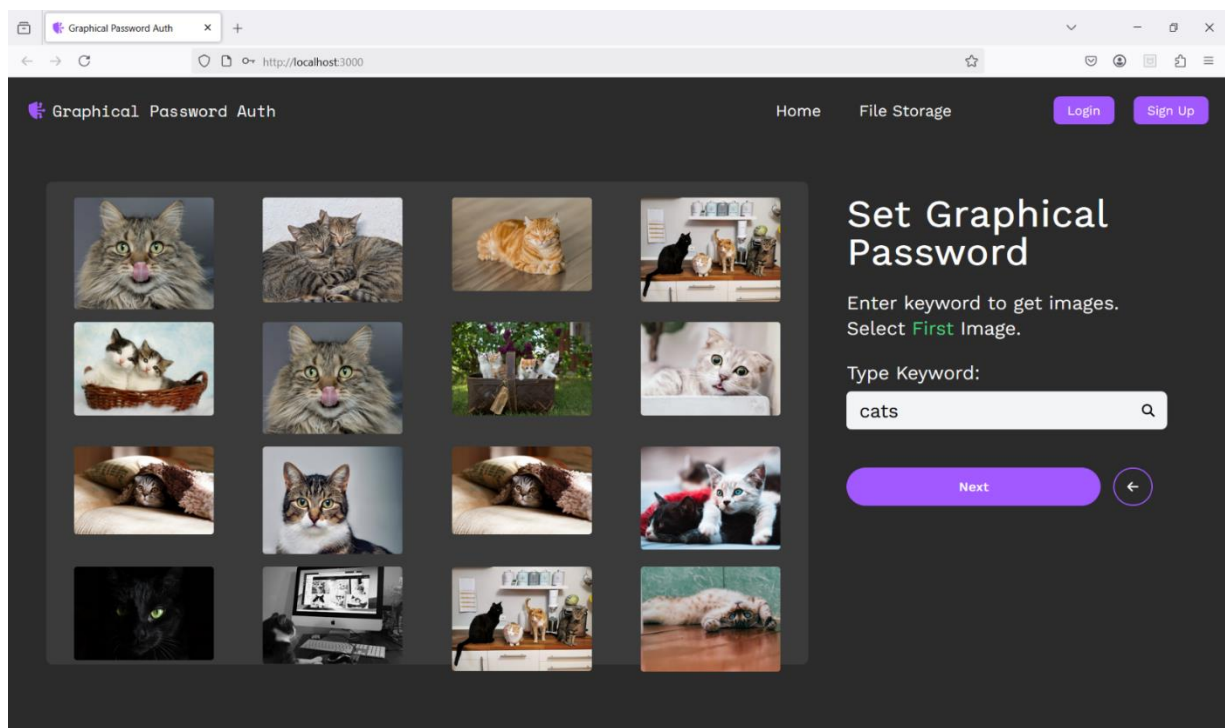 Graphical Password Auth
http://localhost:3000
Graphical Password Auth
Home
File Storage
Login
Sign Up
Set Graphical
Password
Enter keyword to get images.
Select First Image.
Type Keyword:
cats
Next